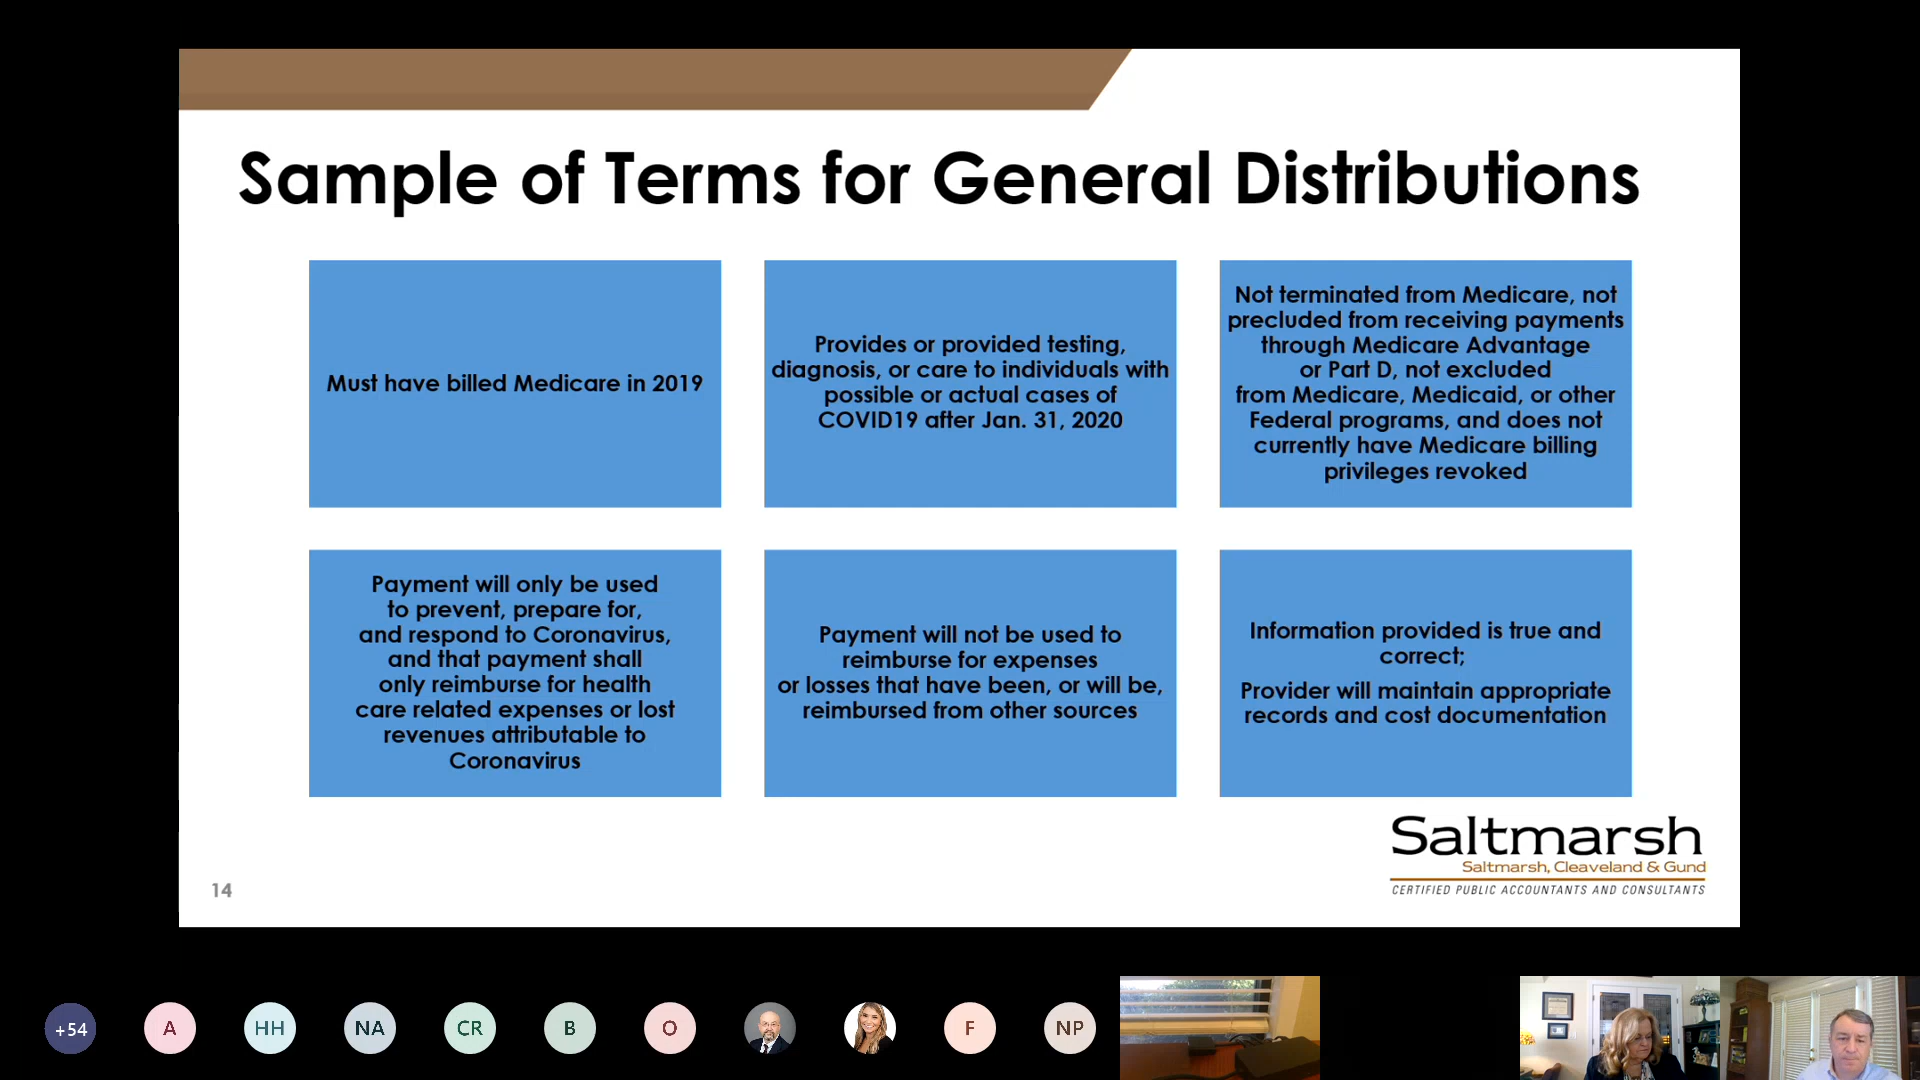 Sample of Terms for General Distributions
Must have billed Medicare in 2019
Provides or provided testing,
diagnosis, or care to individuals with
possible or actual cases of
COVID19 after Jan. 31, 2020
Not terminated from Medicare, not
precluded from receiving payments
through Medicare Advantage
or Part D, not excluded
from Medicare, Medicaid, or other
Federal programs, and does not
currently have Medicare billing
privileges revoked
Payment will only be used
to prevent, prepare for,
and respond to Coronavirus,
and that payment shall
only reimburse for health
care related expenses or lost
revenues attributable to
Coronavirus
Payment will not be used to
reimburse for expenses
or losses that have been, or will be,
reimbursed from other sources
Information provided is true and
correct;
Provider will maintain appropriate
records and cost documentation
Saltmarsh
Saltmarsh, Cleaveland & Gund
CERTIFIED PUBLIC ACCOUNTANTS AND CONSULTANTS
14
+54
A
HH
NA
CR
B
O
F
NP